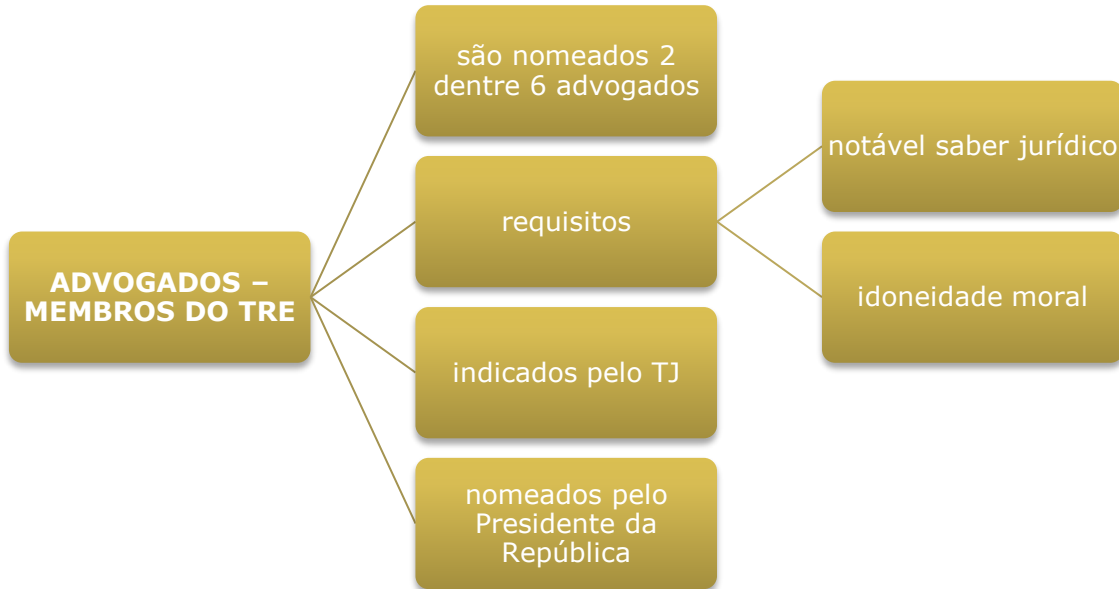 ADVOGADOS –
MEMBROS DO TRE
são nomeados 2
dentre 6 advogados
requisitos
notável saber jurídico
idoneidade moral
indicados pelo TJ
nomeados pelo
Presidente da
República